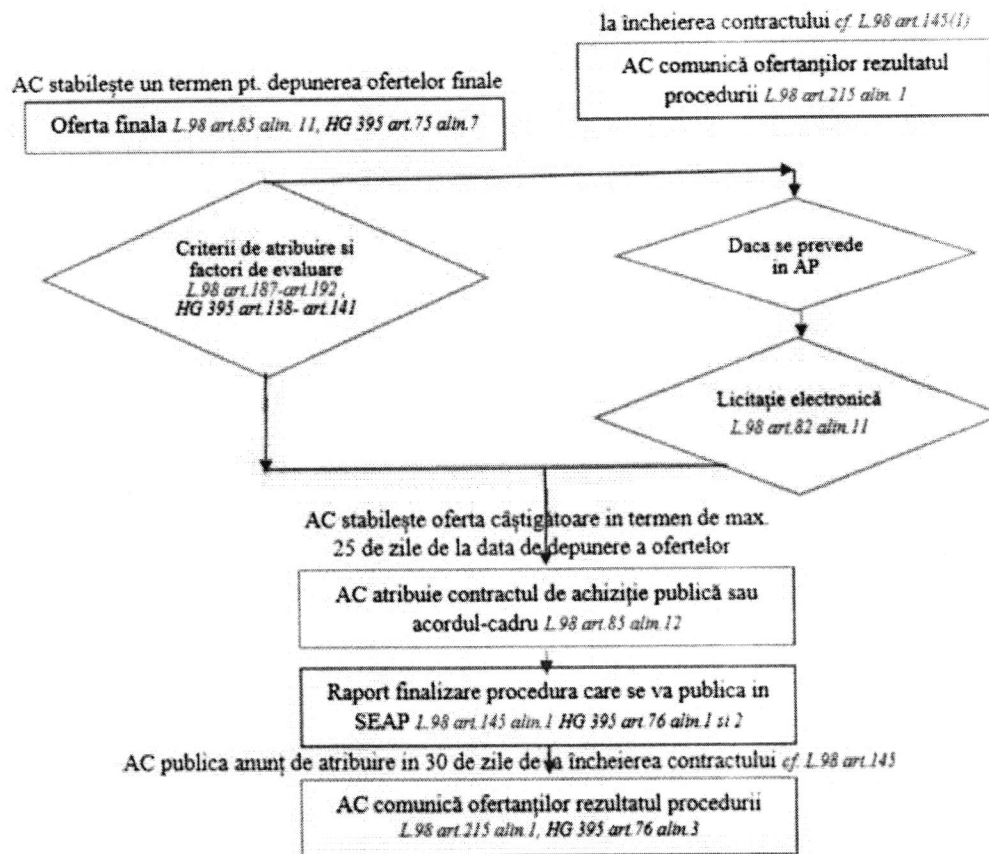 la încheierea contractului cf. L.98 art.145(1)
AC comunică ofertanților rezultatul
procedurii L.98 art.215 alin. 1
AC stabilește un termen pt. depunerea ofertelor finale
Oferta finala L.98 art.85 alin. 11, HG 395 art.75 alin.7
Criterii de atribuire si
factori de evaluare
L.98 art.187-art.192 ,
HG 395 art.138- art.141
Daca se prevede
in AP
Licitație electronică
L.98 art.82 alin.11
AC stabilește oferta câștigătoare in termen de max.
25 de zile de la data de depunere a ofertelor
AC atribuie contractul de achiziție publică sau
acordul-cadru L.98 art.85 alin.12
Raport finalizare procedura care se va publica in
SEAP L.98 art.145 alin.1 HG 395 art.76 alin.1 si 2
AC publica anunț de atribuire in 30 de zile de la încheierea contractului cf. L.98 art.145
AC comunică ofertanților rezultatul procedurii
L.98 art.215 alin.1, HG 395 art.76 alin.3